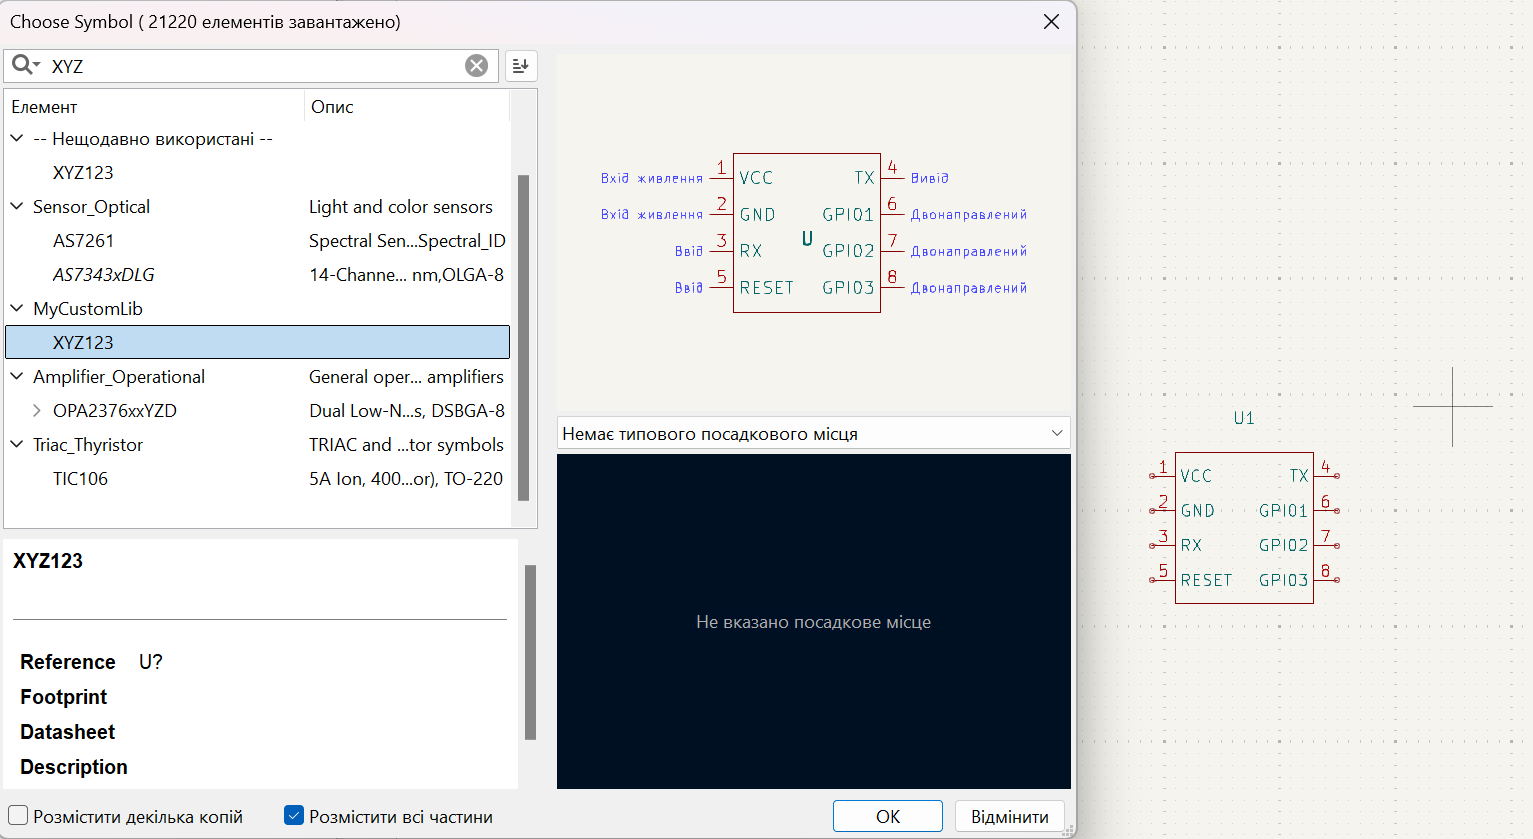 Choose Symbol ( 21220 елементів завантажено)
XYZ
Елемент Опис
-- Нещодавно використані --
XYZ123
Sensor_Optical Light and color sensors
AS7261 Spectral Sen...Spectral_ID
AS7343xDLG 14-Channe... nm,OLGA-8
MyCustomLib
XYZ123
Amplifier_Operational General oper... amplifiers
OPA2376xxYZD Dual Low-N...s, DSBGA-8
Triac_Thyristor TRIAC and ...tor symbols
TIC106 5A Ion, 400...or), TO-220
XYZ123
Reference U?
Footprint
Datasheet
Description
Розмістити декілька копій
Розмістити всі частини
Вхід живлення 1 VCC TX 4 Вивід
Вхід живлення 2 GND GPIO1 6 Двонаправлений
U
Ввід 3 RX GPIO2 7 Двонаправлений
Ввід 5 RESET GPIO3 8 Двонаправлений
Немає типового посадкового місця
Не вказано посадкове місце
OK
Відмінити
U1
1 VCC TX 4
2 GND GPIO1 6
3 RX GPIO2 7
5 RESET GPIO3 8